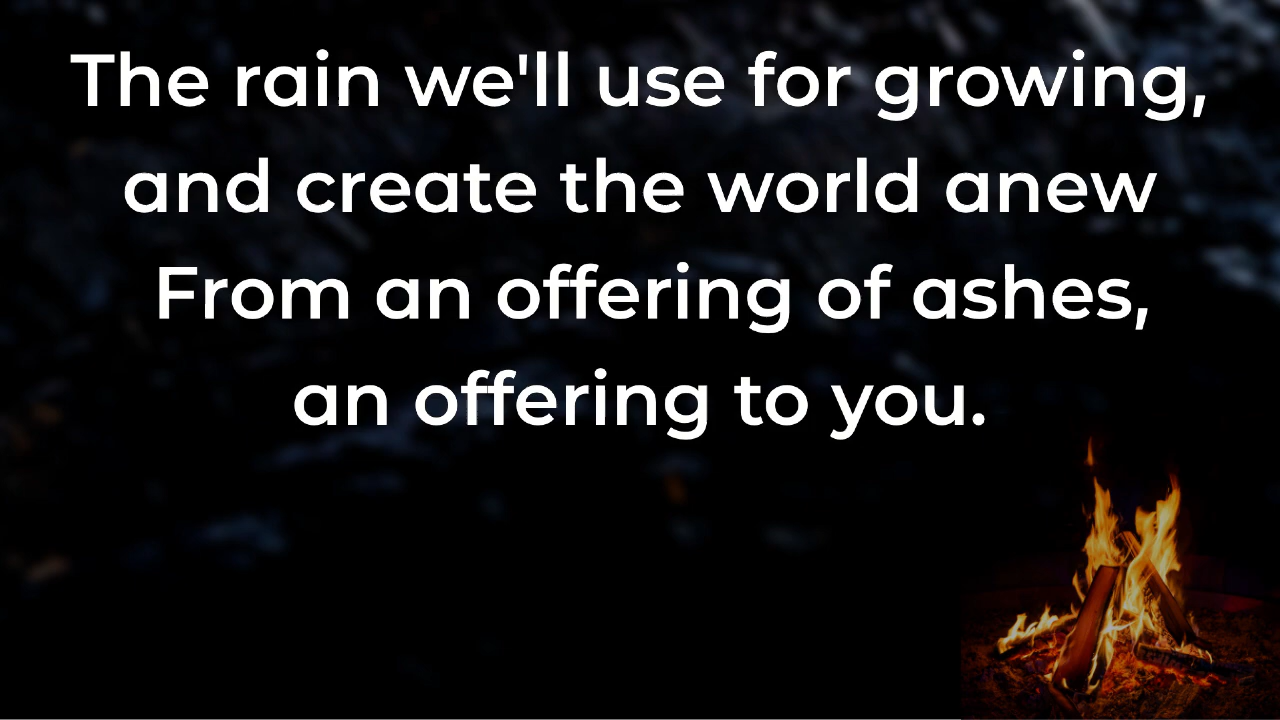 The rain we'll use for growing,
and create the world anew
From an offering of ashes,
an offering to you.